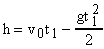 h = v₀t₁ − gt₁²/2